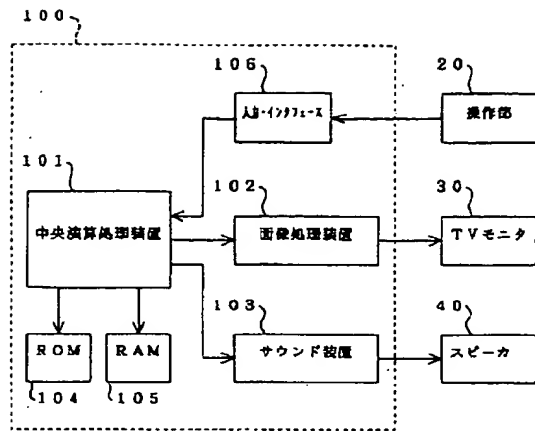 100
106
20
入力・インタフェース
操作部
101
102
30
中央演算処理装置
画像処理装置
TVモニタ
103
40
ROM
RAM
サウンド装置
スピーカ
104
105